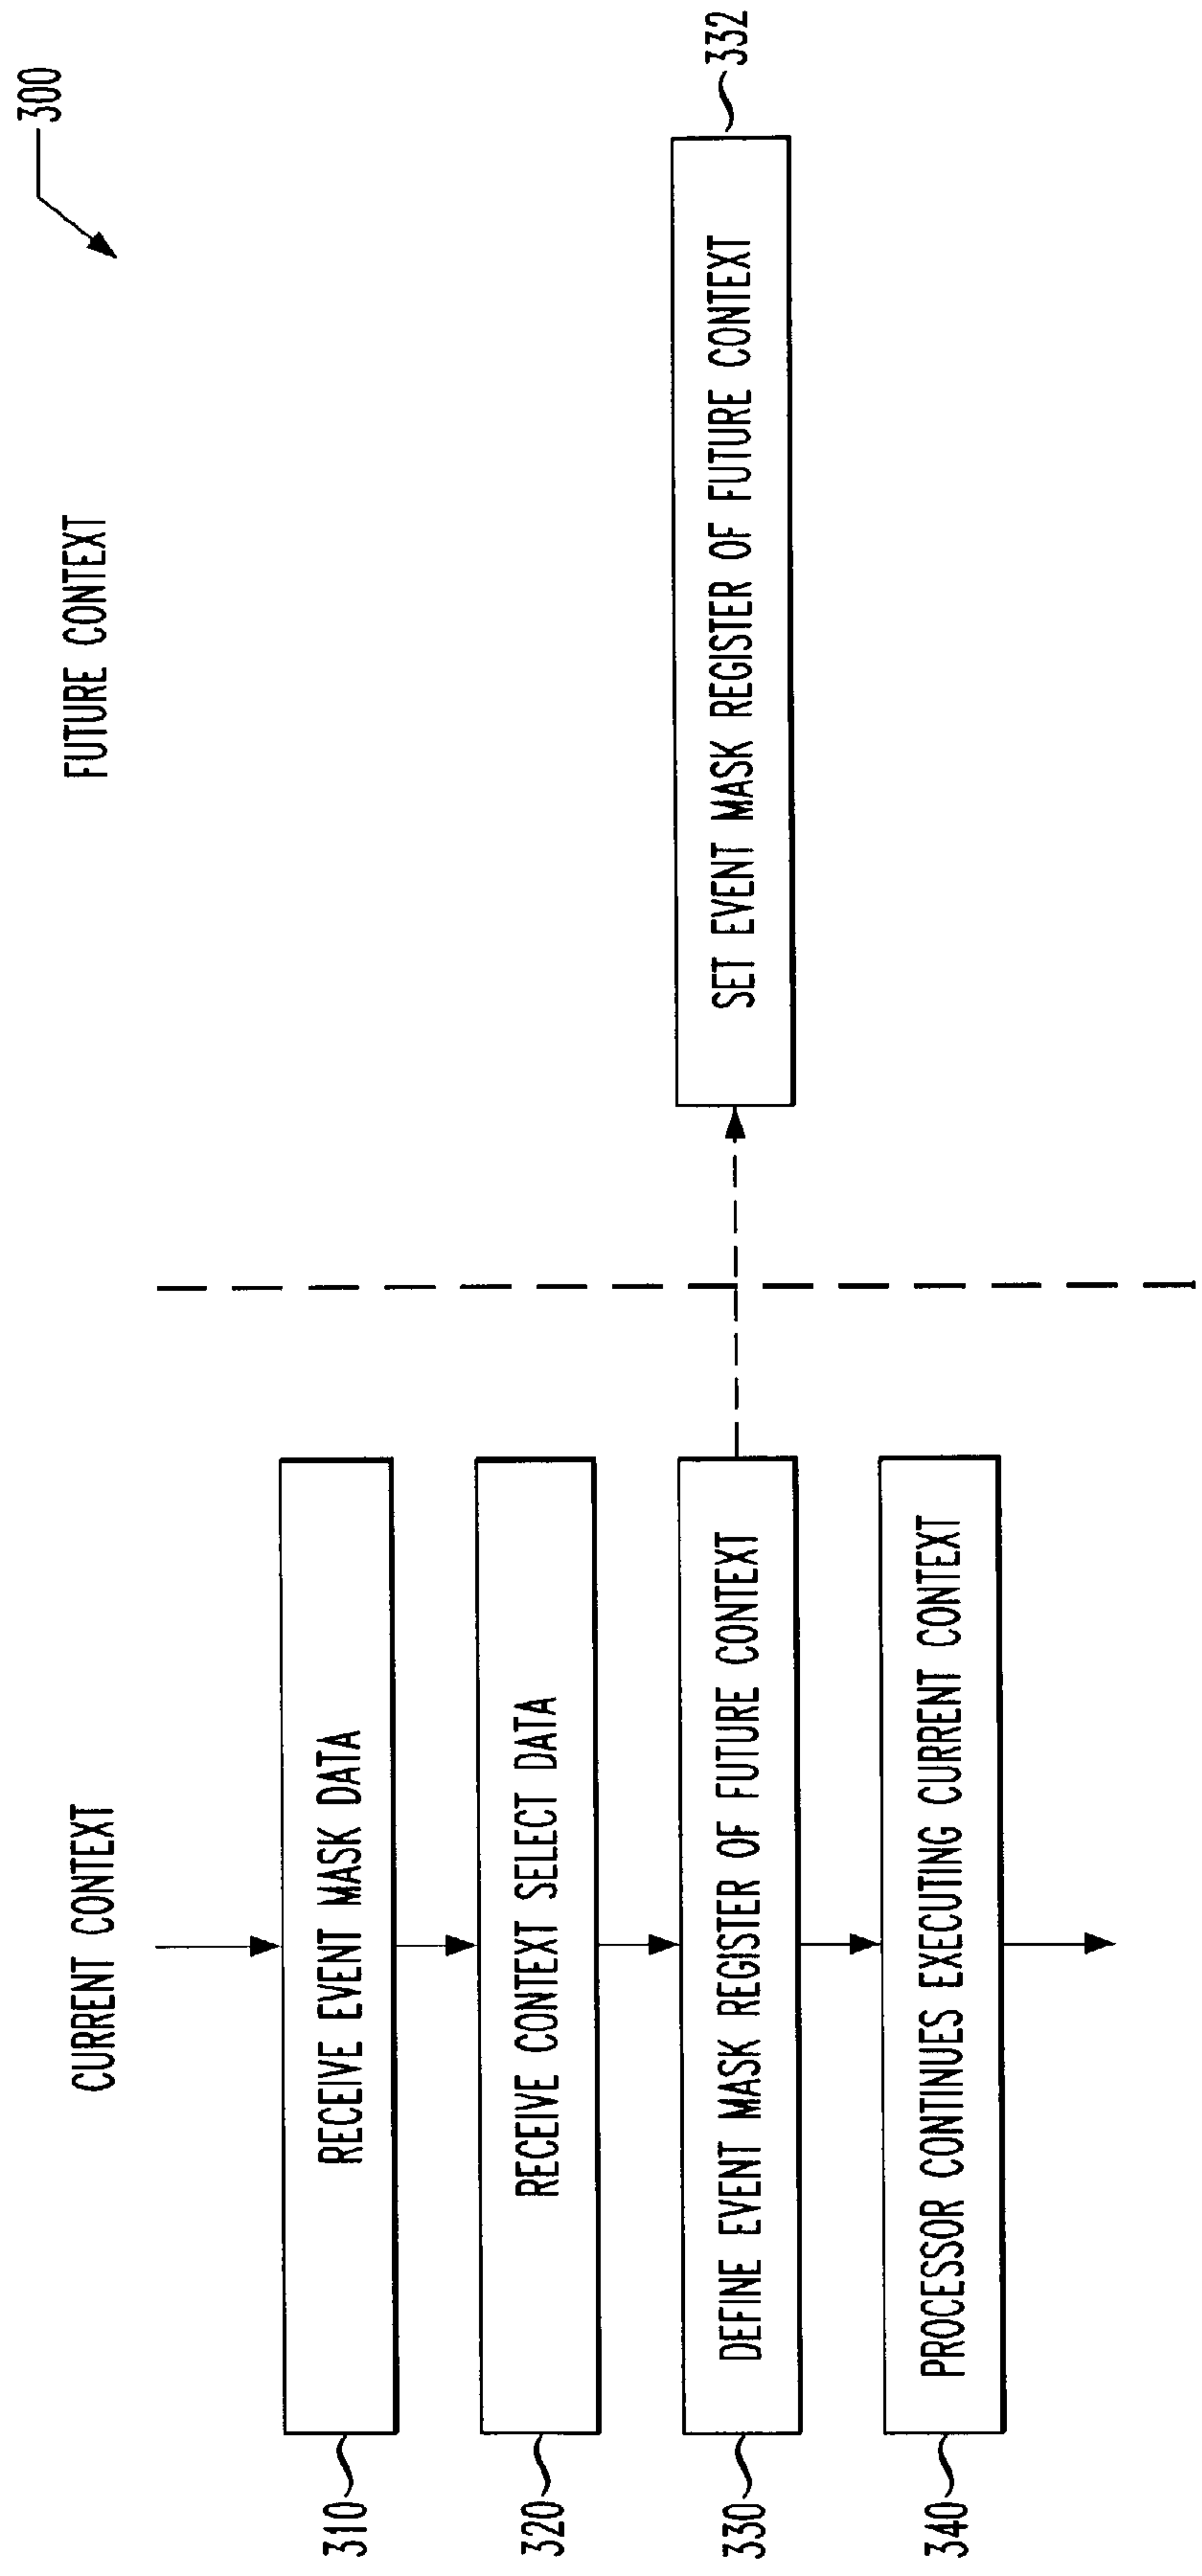 300
CURRENT CONTEXT
FUTURE CONTEXT
310
RECEIVE EVENT MASK DATA
320
RECEIVE CONTEXT SELECT DATA
330
DEFINE EVENT MASK REGISTER OF FUTURE CONTEXT
SET EVENT MASK REGISTER OF FUTURE CONTEXT
332
340
PROCESSOR CONTINUES EXECUTING CURRENT CONTEXT